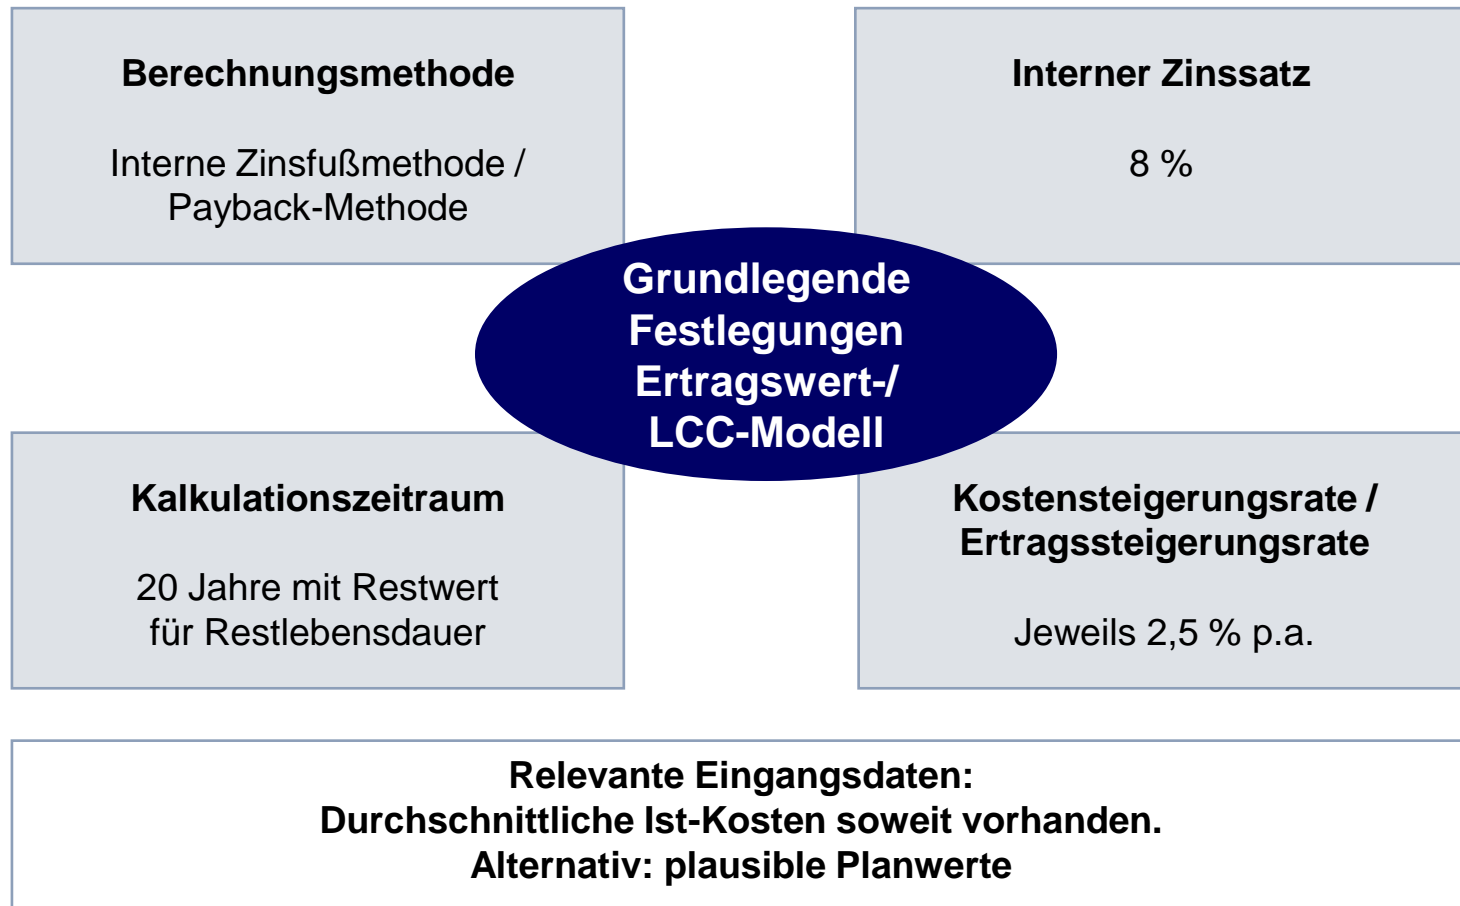 Berechnungsmethode
Interne Zinsfußmethode /
Payback-Methode
Interner Zinssatz
8 %
Grundlegende
Festlegungen
Ertragswert-/
LCC-Modell
Kalkulationszeitraum
20 Jahre mit Restwert
für Restlebensdauer
Kostensteigerungsrate /
Ertragssteigerungsrate
Jeweils 2,5 % p.a.
Relevante Eingangsdaten:
Durchschnittliche Ist-Kosten soweit vorhanden.
Alternativ: plausible Planwerte